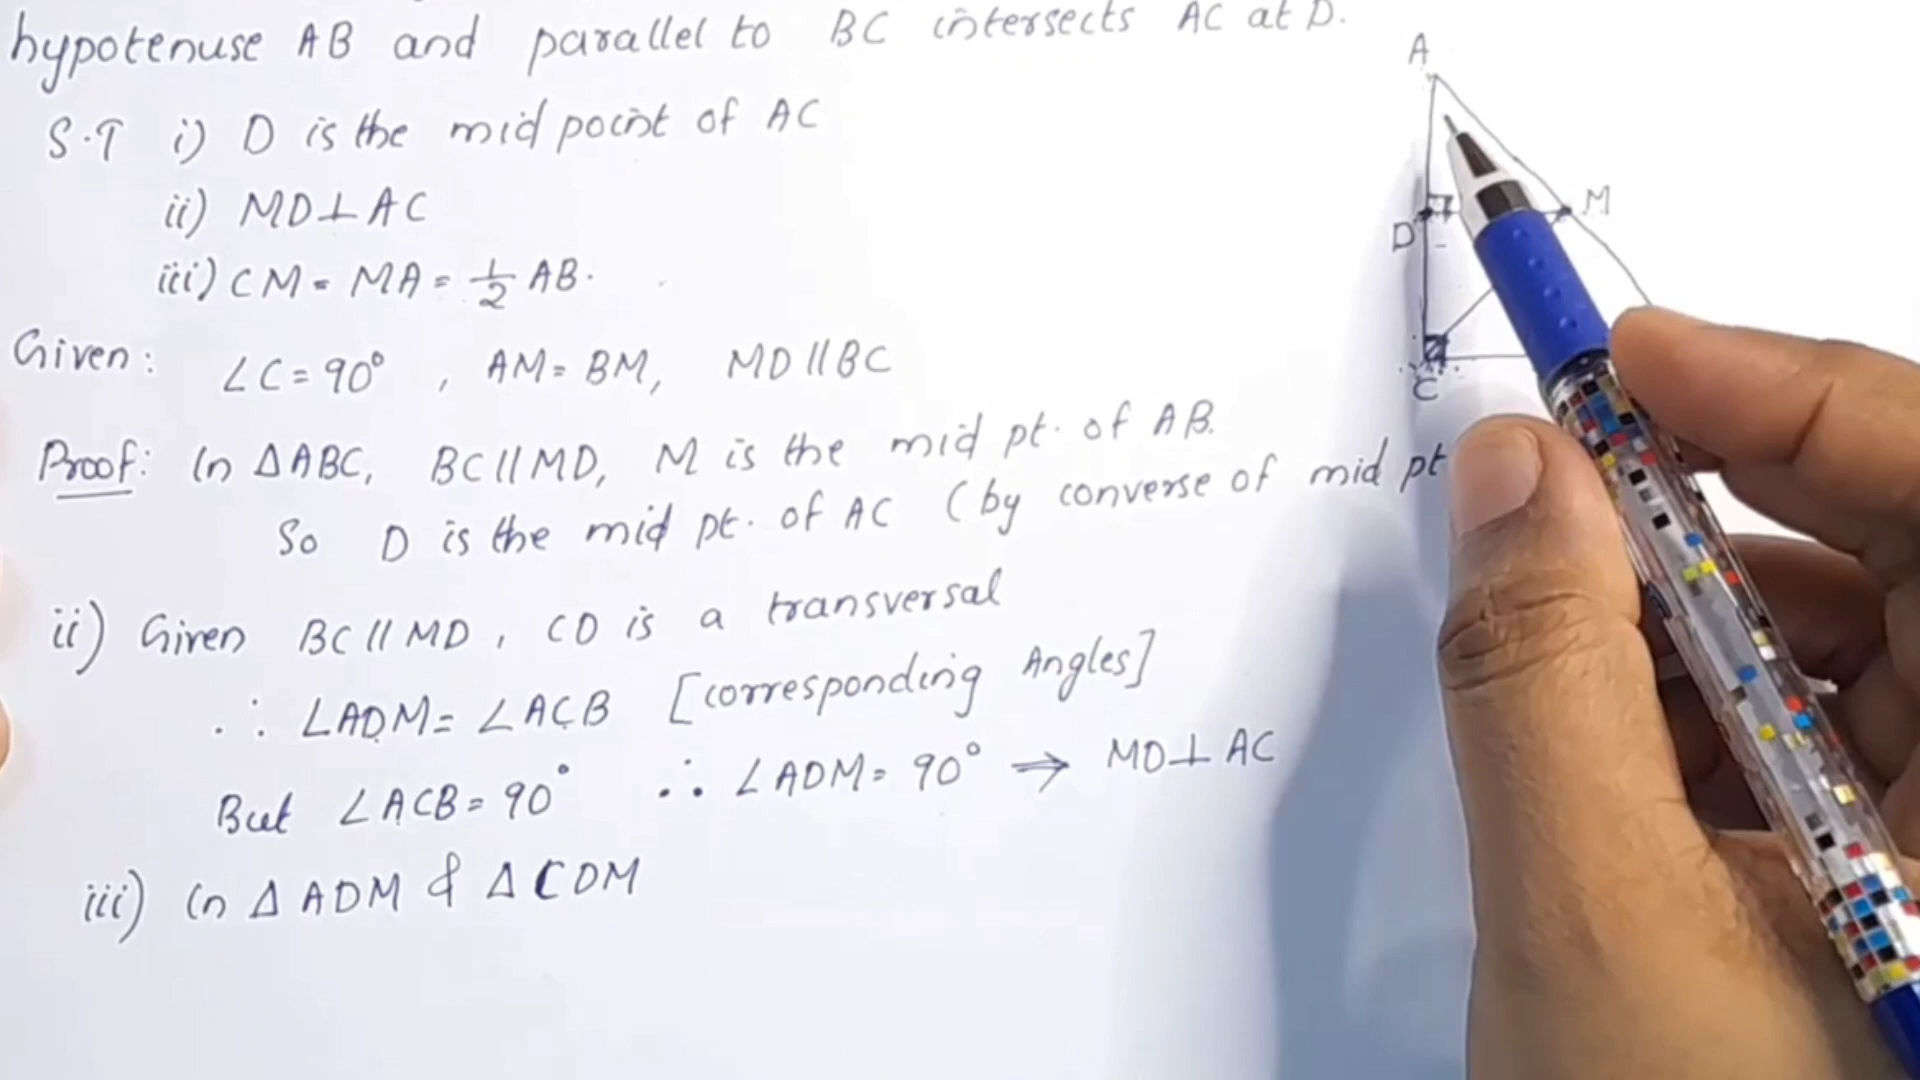 hypotenuse AB and parallel to BC intersects AC at D.
S.T i) D is the mid point of AC
ii) MD⊥AC
iii) CM = MA = 1/2 AB.
Given: ∠C = 90°, AM = BM, MD // BC
Proof: In ΔABC, BC // MD, M is the mid pt. of AB.
So D is the mid pt. of AC (by converse of mid pt
ii) Given BC // MD, CD is a transversal
∴ ∠ADM = ∠ACB [corresponding Angles]
But ∠ACB = 90° ∴ ∠ADM = 90° ⇒ MD⊥AC
iii) In Δ ADM & Δ CDM
A
M
D
C